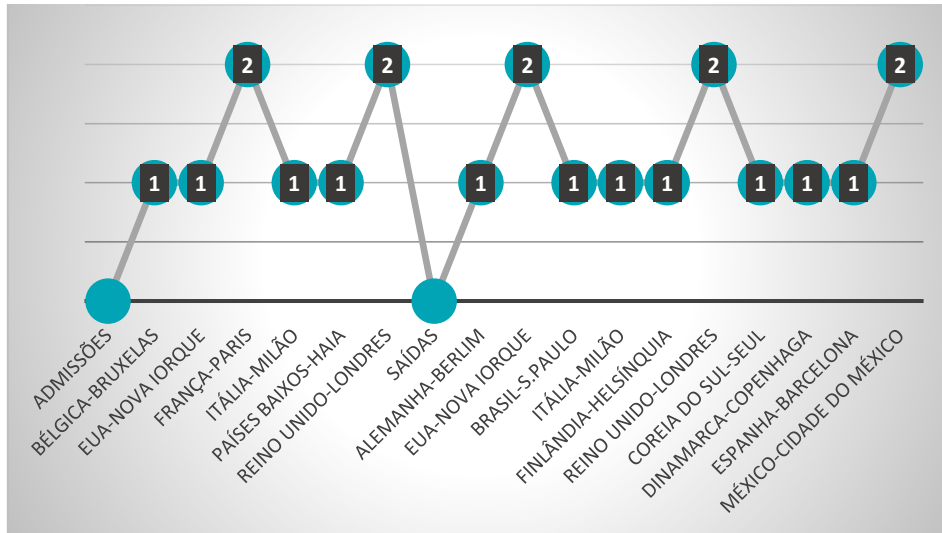 2
2
2
2
2
1
1
1
1
1
1
1
1
1
1
1
ADMISSÕES
BÉLGICA-BRUXELAS
EUA-NOVA IORQUE
FRANÇA-PARIS
ITÁLIA-MILÃO
PAÍSES BAIXOS-HAIA
REINO UNIDO-LONDRES
SAÍDAS
ALEMANHA-BERLIM
EUA-NOVA IORQUE
BRASIL-S.PAULO
ITÁLIA-MILÃO
FINLÂNDIA-HELSÍNQUIA
REINO UNIDO-LONDRES
COREIA DO SUL-SEUL
DINAMARCA-COPENHAGA
ESPANHA-BARCELONA
MÉXICO-CIDADE DO MÉXICO